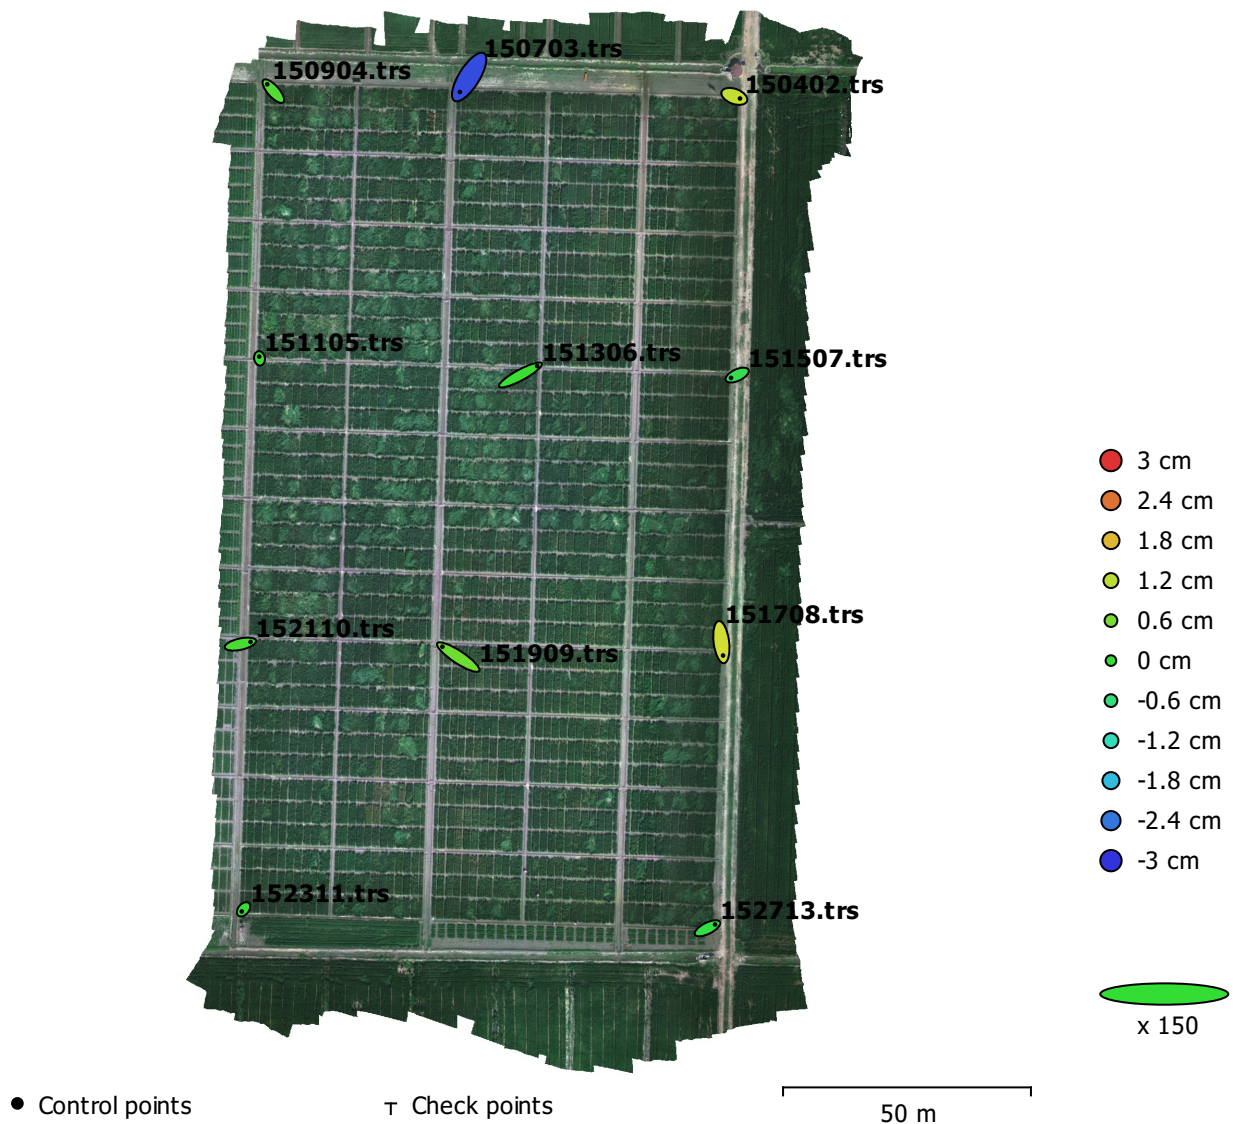 150703.trs
150904.trs
150402.trs
151105.trs
151306.trs
151507.trs
3 cm
2.4 cm
1.8 cm
1.2 cm
0.6 cm
0 cm
-0.6 cm
-1.2 cm
-1.8 cm
-2.4 cm
-3 cm
151708.trs
152110.trs
151909.trs
152311.trs
152713.trs
x 150
Control points
Check points
50 m